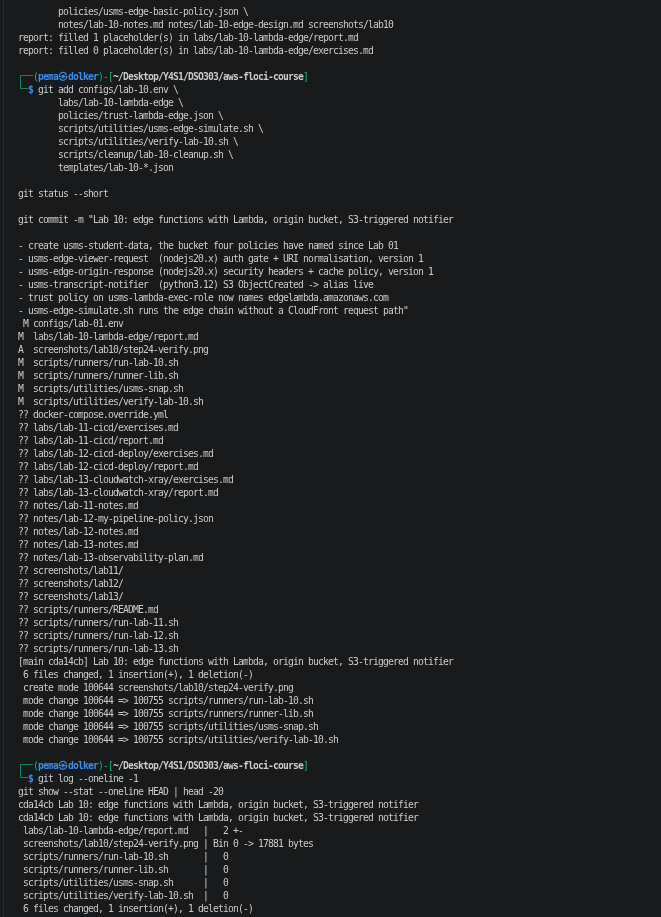 policies/usms-edge-basic-policy.json \
        notes/lab-10-notes.md notes/lab-10-edge-design.md screenshots/lab10
report: filled 1 placeholder(s) in labs/lab-10-lambda-edge/report.md
report: filled 0 placeholder(s) in labs/lab-10-lambda-edge/exercises.md
┌──(pema㉿dolker)-[~/Desktop/Y4S1/DSO303/aws-floci-course]
└─$ git add configs/lab-10.env \
        labs/lab-10-lambda-edge \
        policies/trust-lambda-edge.json \
        scripts/utilities/usms-edge-simulate.sh \
        scripts/utilities/verify-lab-10.sh \
        scripts/cleanup/lab-10-cleanup.sh \
        templates/lab-10-*.json
git status --short
git commit -m "Lab 10: edge functions with Lambda, origin bucket, S3-triggered notifier
- create usms-student-data, the bucket four policies have named since Lab 01
- usms-edge-viewer-request  (nodejs20.x) auth gate + URI normalisation, version 1
- usms-edge-origin-response (nodejs20.x) security headers + cache policy, version 1
- usms-transcript-notifier  (python3.12) S3 ObjectCreated -> alias live
- trust policy on usms-lambda-exec-role now names edgelambda.amazonaws.com
- usms-edge-simulate.sh runs the edge chain without a CloudFront request path"
 M configs/lab-01.env
M  labs/lab-10-lambda-edge/report.md
A  screenshots/lab10/step24-verify.png
M  scripts/runners/run-lab-10.sh
M  scripts/runners/runner-lib.sh
M  scripts/utilities/usms-snap.sh
M  scripts/utilities/verify-lab-10.sh
?? docker-compose.override.yml
?? labs/lab-11-cicd/exercises.md
?? labs/lab-11-cicd/report.md
?? labs/lab-12-cicd-deploy/exercises.md
?? labs/lab-12-cicd-deploy/report.md
?? labs/lab-13-cloudwatch-xray/exercises.md
?? labs/lab-13-cloudwatch-xray/report.md
?? notes/lab-11-notes.md
?? notes/lab-12-my-pipeline-policy.json
?? notes/lab-12-notes.md
?? notes/lab-13-notes.md
?? notes/lab-13-observability-plan.md
?? screenshots/lab11/
?? screenshots/lab12/
?? screenshots/lab13/
?? scripts/runners/README.md
?? scripts/runners/run-lab-11.sh
?? scripts/runners/run-lab-12.sh
?? scripts/runners/run-lab-13.sh
[main cda14cb] Lab 10: edge functions with Lambda, origin bucket, S3-triggered notifier
 6 files changed, 1 insertion(+), 1 deletion(-)
 create mode 100644 screenshots/lab10/step24-verify.png
 mode change 100644 => 100755 scripts/runners/run-lab-10.sh
 mode change 100644 => 100755 scripts/runners/runner-lib.sh
 mode change 100644 => 100755 scripts/utilities/usms-snap.sh
 mode change 100644 => 100755 scripts/utilities/verify-lab-10.sh
┌──(pema㉿dolker)-[~/Desktop/Y4S1/DSO303/aws-floci-course]
└─$ git log --oneline -1
git show --stat --oneline HEAD | head -20
cda14cb Lab 10: edge functions with Lambda, origin bucket, S3-triggered notifier
cda14cb Lab 10: edge functions with Lambda, origin bucket, S3-triggered notifier
 labs/lab-10-lambda-edge/report.md   |   2 +-
 screenshots/lab10/step24-verify.png | Bin 0 -> 17881 bytes
 scripts/runners/run-lab-10.sh       |   0
 scripts/runners/runner-lib.sh       |   0
 scripts/utilities/usms-snap.sh      |   0
 scripts/utilities/verify-lab-10.sh  |   0
 6 files changed, 1 insertion(+), 1 deletion(-)